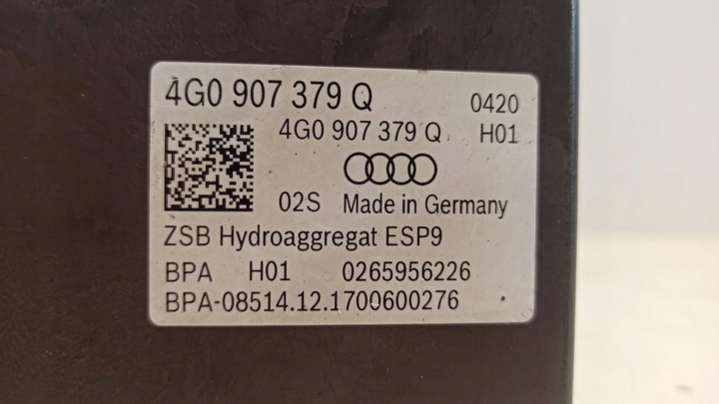 4G0 907 379 Q 0420
4G0 907 379 Q H01
02S Made in Germany
ZSB Hydroaggregat ESP9
BPA H01 0265956226
BPA-08514.12.1700600276